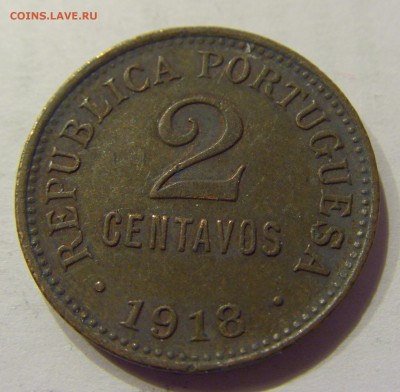 COINS.LAVE.RU
REPUBLICA PORTUGUESA
2
CENTAVOS
• 1918 •